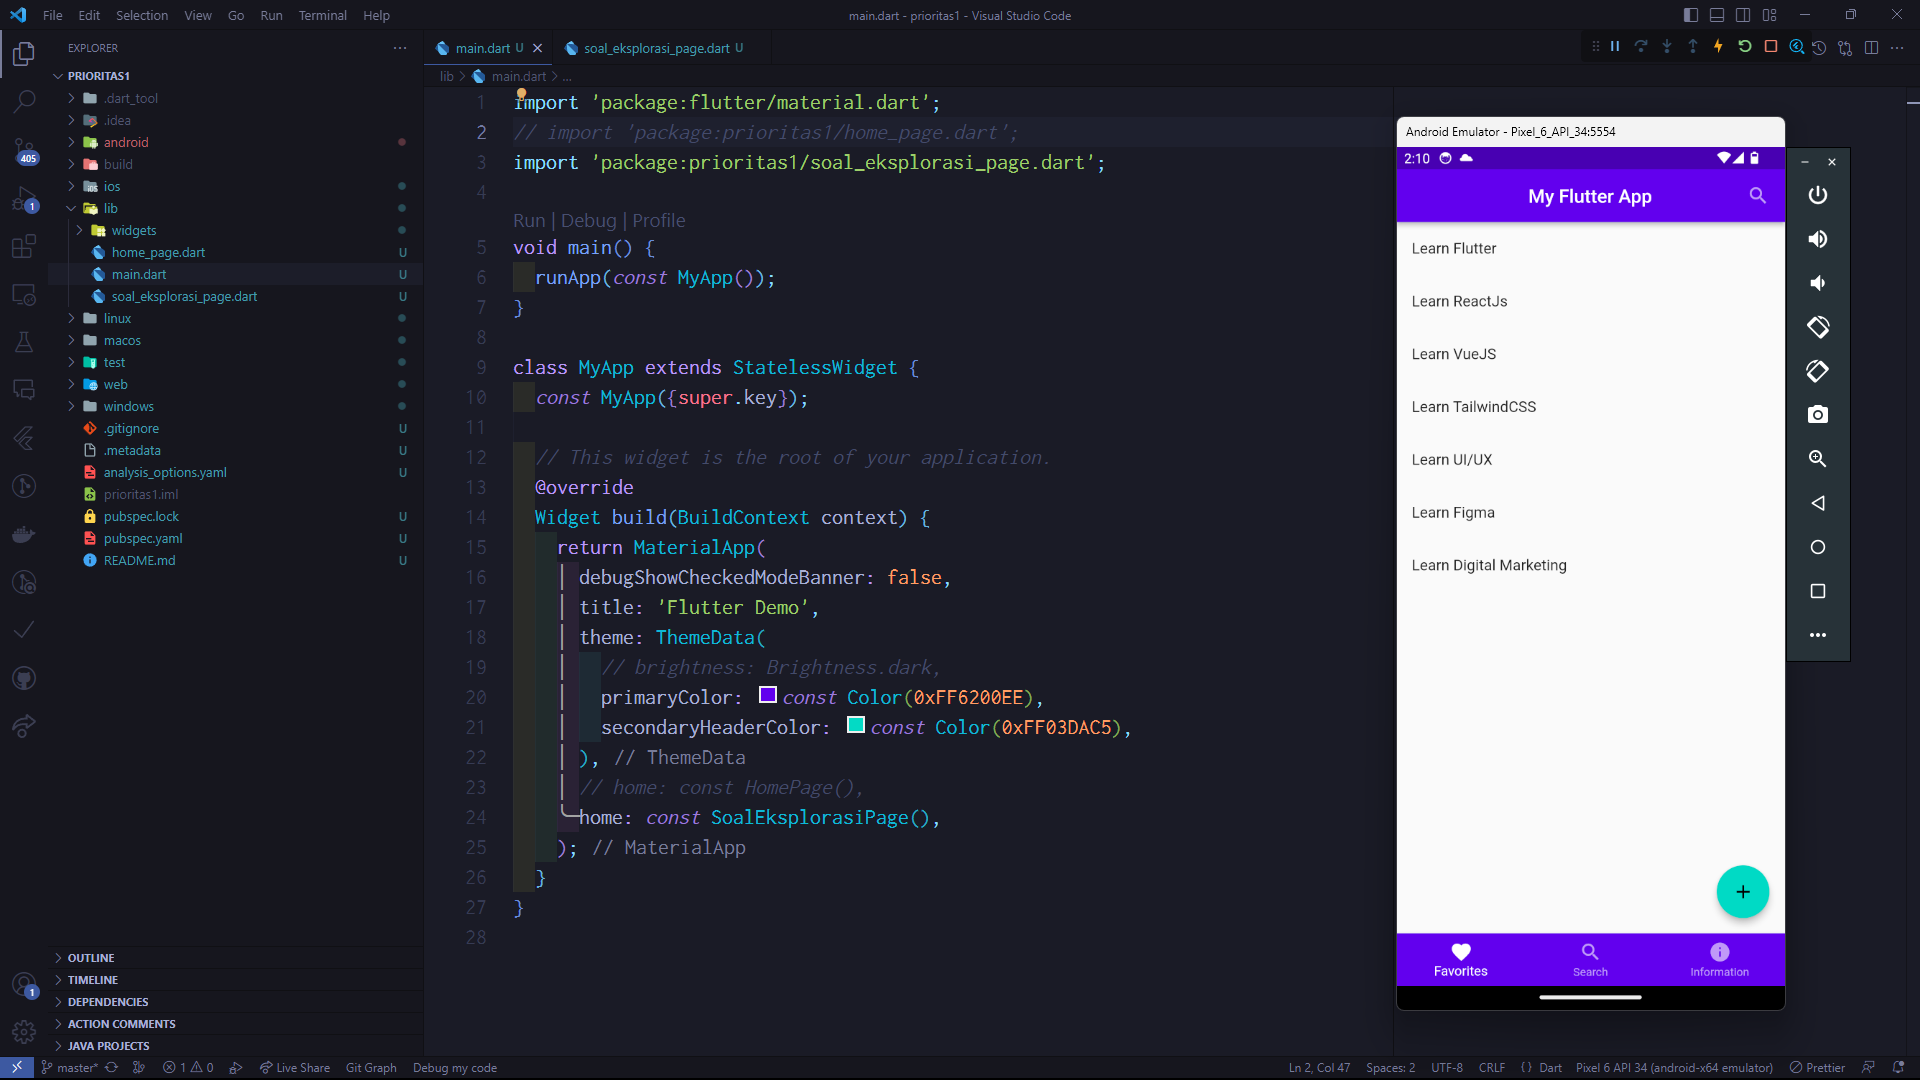 File Edit Selection View Go Run Terminal Help
main.dart - prioritas1 - Visual Studio Code
EXPLORER
PRIORITAS1
.dart_tool
.idea
android
build
ios
lib
widgets
home_page.dart U
main.dart U
soal_eksplorasi_page.dart U
linux
macos
test
web
windows
.gitignore U
.metadata U
analysis_options.yaml U
prioritas1.iml
pubspec.lock U
pubspec.yaml U
README.md U
OUTLINE
TIMELINE
DEPENDENCIES
ACTION COMMENTS
JAVA PROJECTS
405
1
1
main.dart U
soal_eksplorasi_page.dart U
lib > main.dart > ...
1 import 'package:flutter/material.dart';
2 // import 'package:prioritas1/home_page.dart';
3 import 'package:prioritas1/soal_eksplorasi_page.dart';
4
Run | Debug | Profile
5 void main() {
6 runApp(const MyApp());
7 }
8
9 class MyApp extends StatelessWidget {
10 const MyApp({super.key});
11
12 // This widget is the root of your application.
13 @override
14 Widget build(BuildContext context) {
15 return MaterialApp(
16 debugShowCheckedModeBanner: false,
17 title: 'Flutter Demo',
18 theme: ThemeData(
19 // brightness: Brightness.dark,
20 primaryColor: const Color(0xFF6200EE),
21 secondaryHeaderColor: const Color(0xFF03DAC5),
22 ), // ThemeData
23 // home: const HomePage(),
24 home: const SoalEksplorasiPage(),
25 ); // MaterialApp
26 }
27 }
28
Android Emulator - Pixel_6_API_34:5554
2:10
My Flutter App
Learn Flutter
Learn ReactJs
Learn VueJS
Learn TailwindCSS
Learn UI/UX
Learn Figma
Learn Digital Marketing
Favorites Search Information
master* 1 0 Live Share Git Graph Debug my code
Ln 2, Col 47 Spaces: 2 UTF-8 CRLF {} Dart Pixel 6 API 34 (android-x64 emulator) Prettier